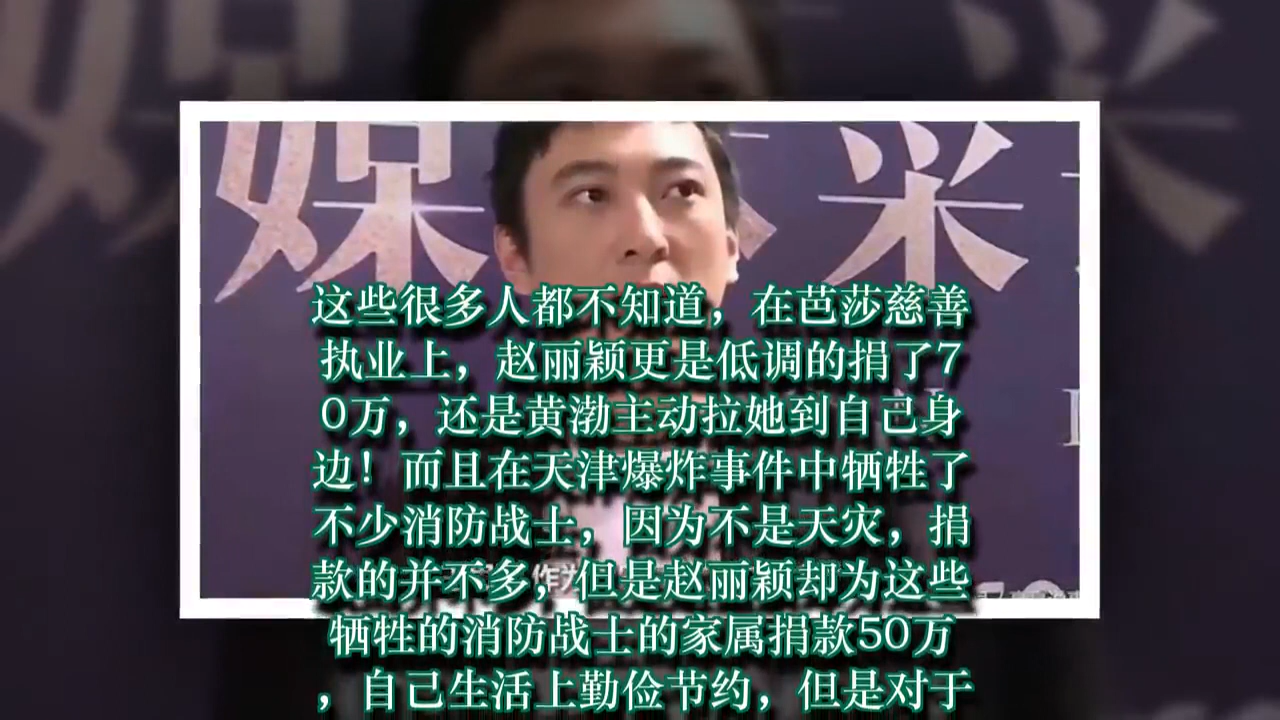 媒 采
这些很多人都不知道，在芭莎慈善
执业上，赵丽颖更是低调的捐了7
0万，还是黄渤主动拉她到自己身
边！而且在天津爆炸事件中牺牲了
不少消防战士，因为不是天灾，捐
款的并不多，但是赵丽颖却为这些
牺牲的消防战士的家属捐款50万
，自己生活上勤俭节约，但是对于